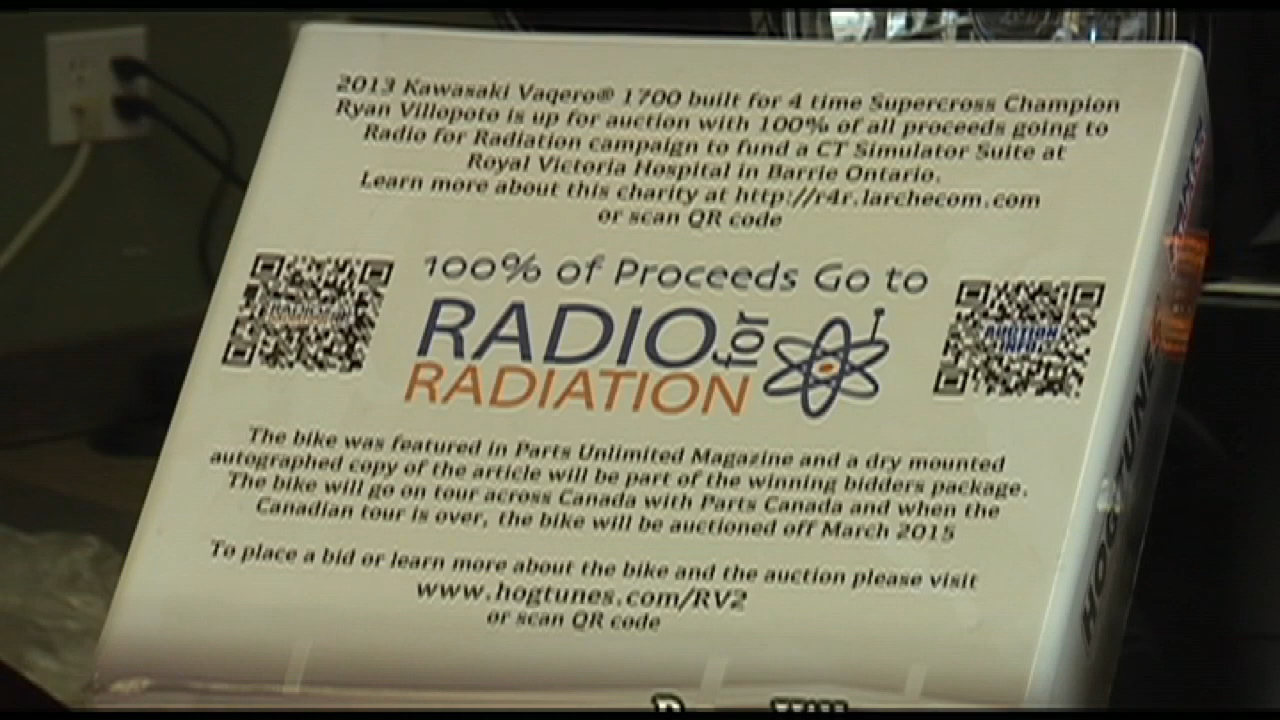 2013 Kawasaki Vaqero® 1700 built for 4 time Supercross Champion
Ryan Villopoto is up for auction with 100% of all proceeds going to
Radio for Radiation campaign to fund a CT Simulator Suite at
Royal Victoria Hospital in Barrie Ontario.
Learn more about this charity at http://r4r.larchecom.com
or scan QR code
100% of Proceeds Go to
RADIO for
RADIATION
AUCTION
INFO
The bike was featured in Parts Unlimited Magazine and a dry mounted
autographed copy of the article will be part of the winning bidders package.
The bike will go on tour across Canada with Parts Canada and when the
Canadian tour is over, the bike will be auctioned off March 2015
To place a bid or learn more about the bike and the auction please visit
www.hogtunes.com/RV2
or scan QR code
HOGTUNE